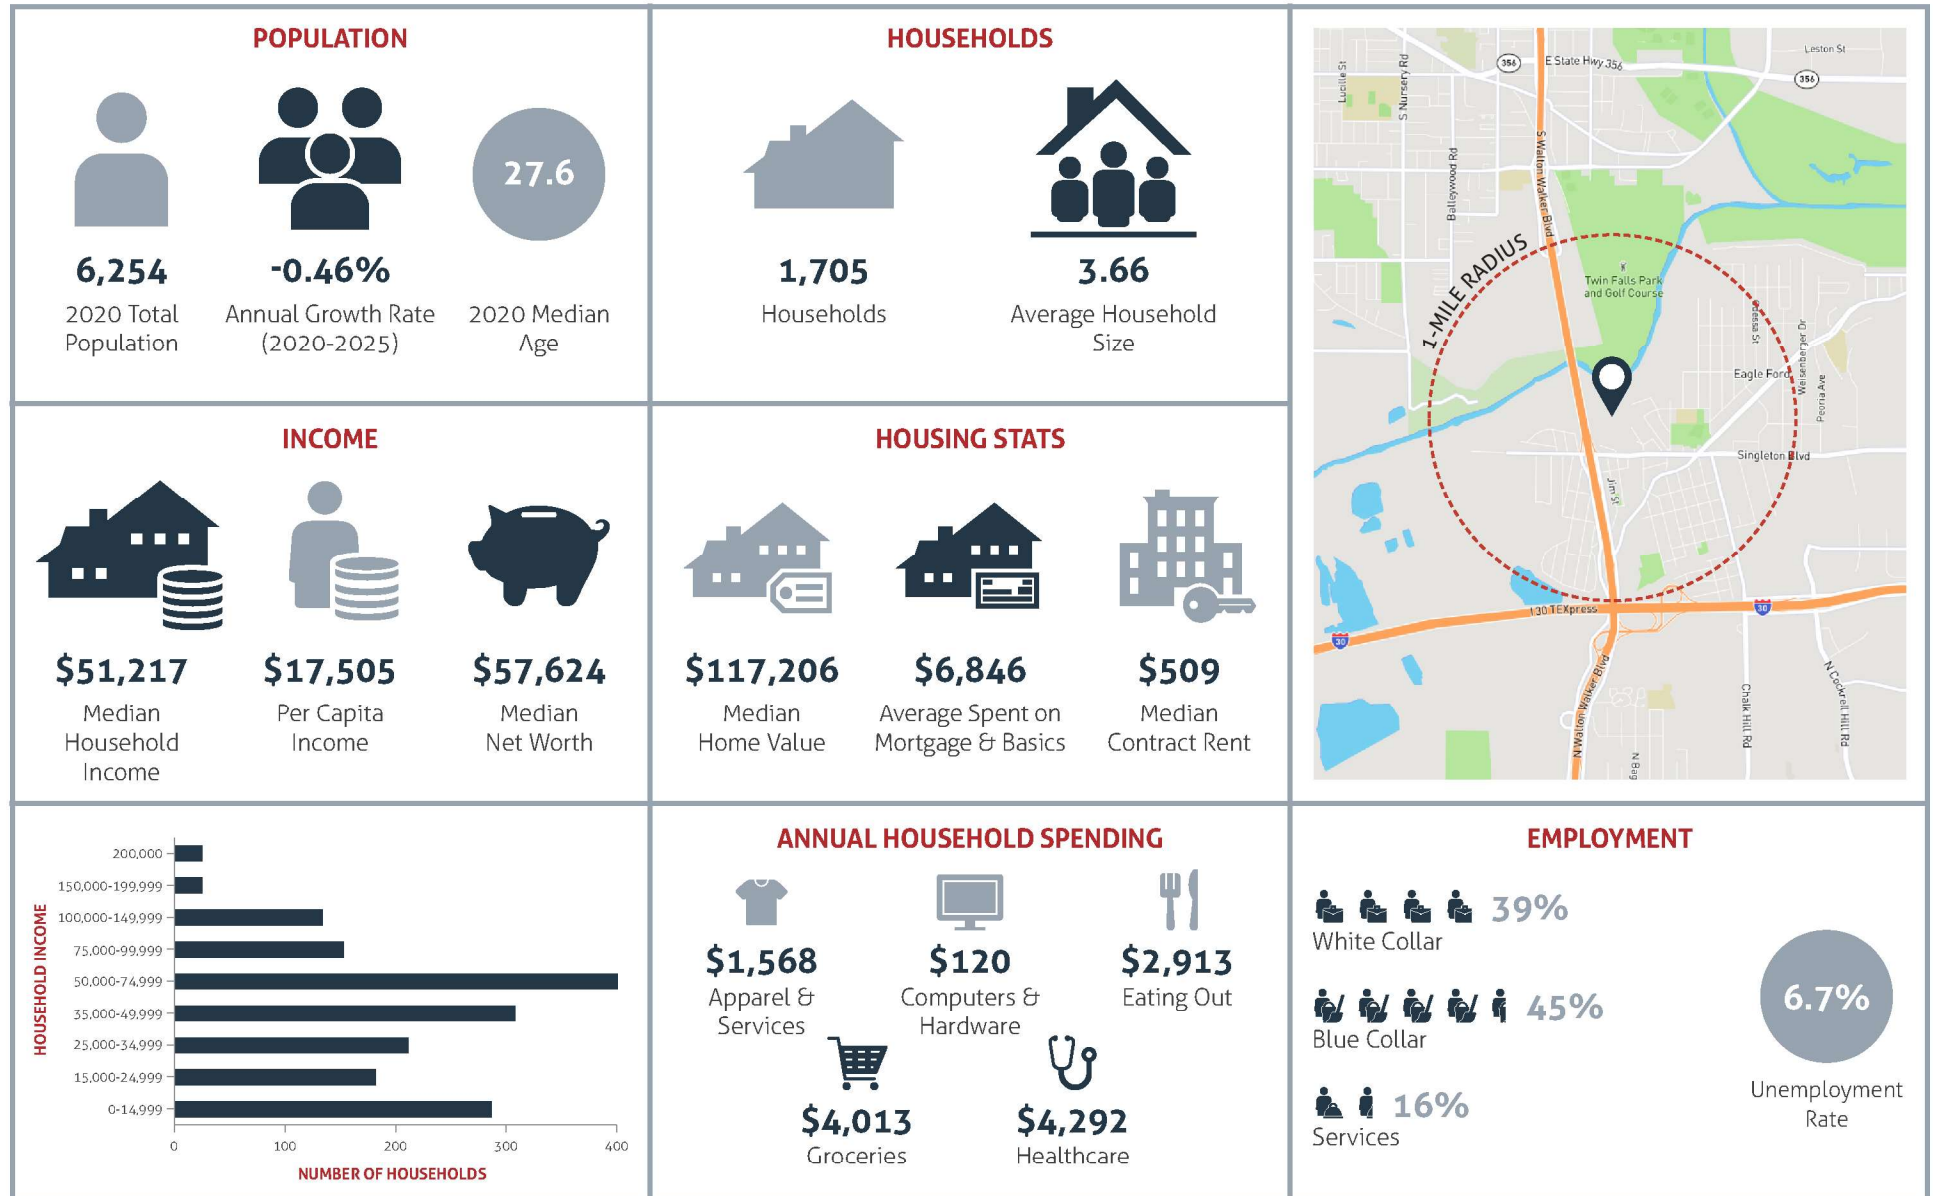 POPULATION
27.6
6,254
2020 Total
Population
-0.46%
Annual Growth Rate
(2020-2025)
2020 Median
Age
HOUSEHOLDS
1,705
Households
3.66
Average Household
Size
Lucille St
S Nursery Rd
Balleywood Rd
356
E State Hwy 356
Leston St
356
S Walton Walker Blvd
1-MILE RADIUS
Twin Falls Park
and Golf Course
Odessa St
Eagle Ford
Weisenberger Dr
Peoria Ave
Singleton Blvd
Jim St
I 30 TEXpress
30
30
N Walton Walker Blvd
N Bag
Chalk Hill Rd
N Cockrell Hill Rd
INCOME
$51,217
Median
Household
Income
$17,505
Per Capita
Income
$57,624
Median
Net Worth
HOUSING STATS
$117,206
Median
Home Value
$6,846
Average Spent on
Mortgage & Basics
$509
Median
Contract Rent
HOUSEHOLD INCOME
200,000
150,000-199,999
100,000-149,999
75,000-99,999
50,000-74,999
35,000-49,999
25,000-34,999
15,000-24,999
0-14,999
0
100
200
300
400
NUMBER OF HOUSEHOLDS
ANNUAL HOUSEHOLD SPENDING
$1,568
Apparel &
Services
$120
Computers &
Hardware
$2,913
Eating Out
$4,013
Groceries
$4,292
Healthcare
EMPLOYMENT
39%
White Collar
45%
Blue Collar
16%
Services
6.7%
Unemployment
Rate